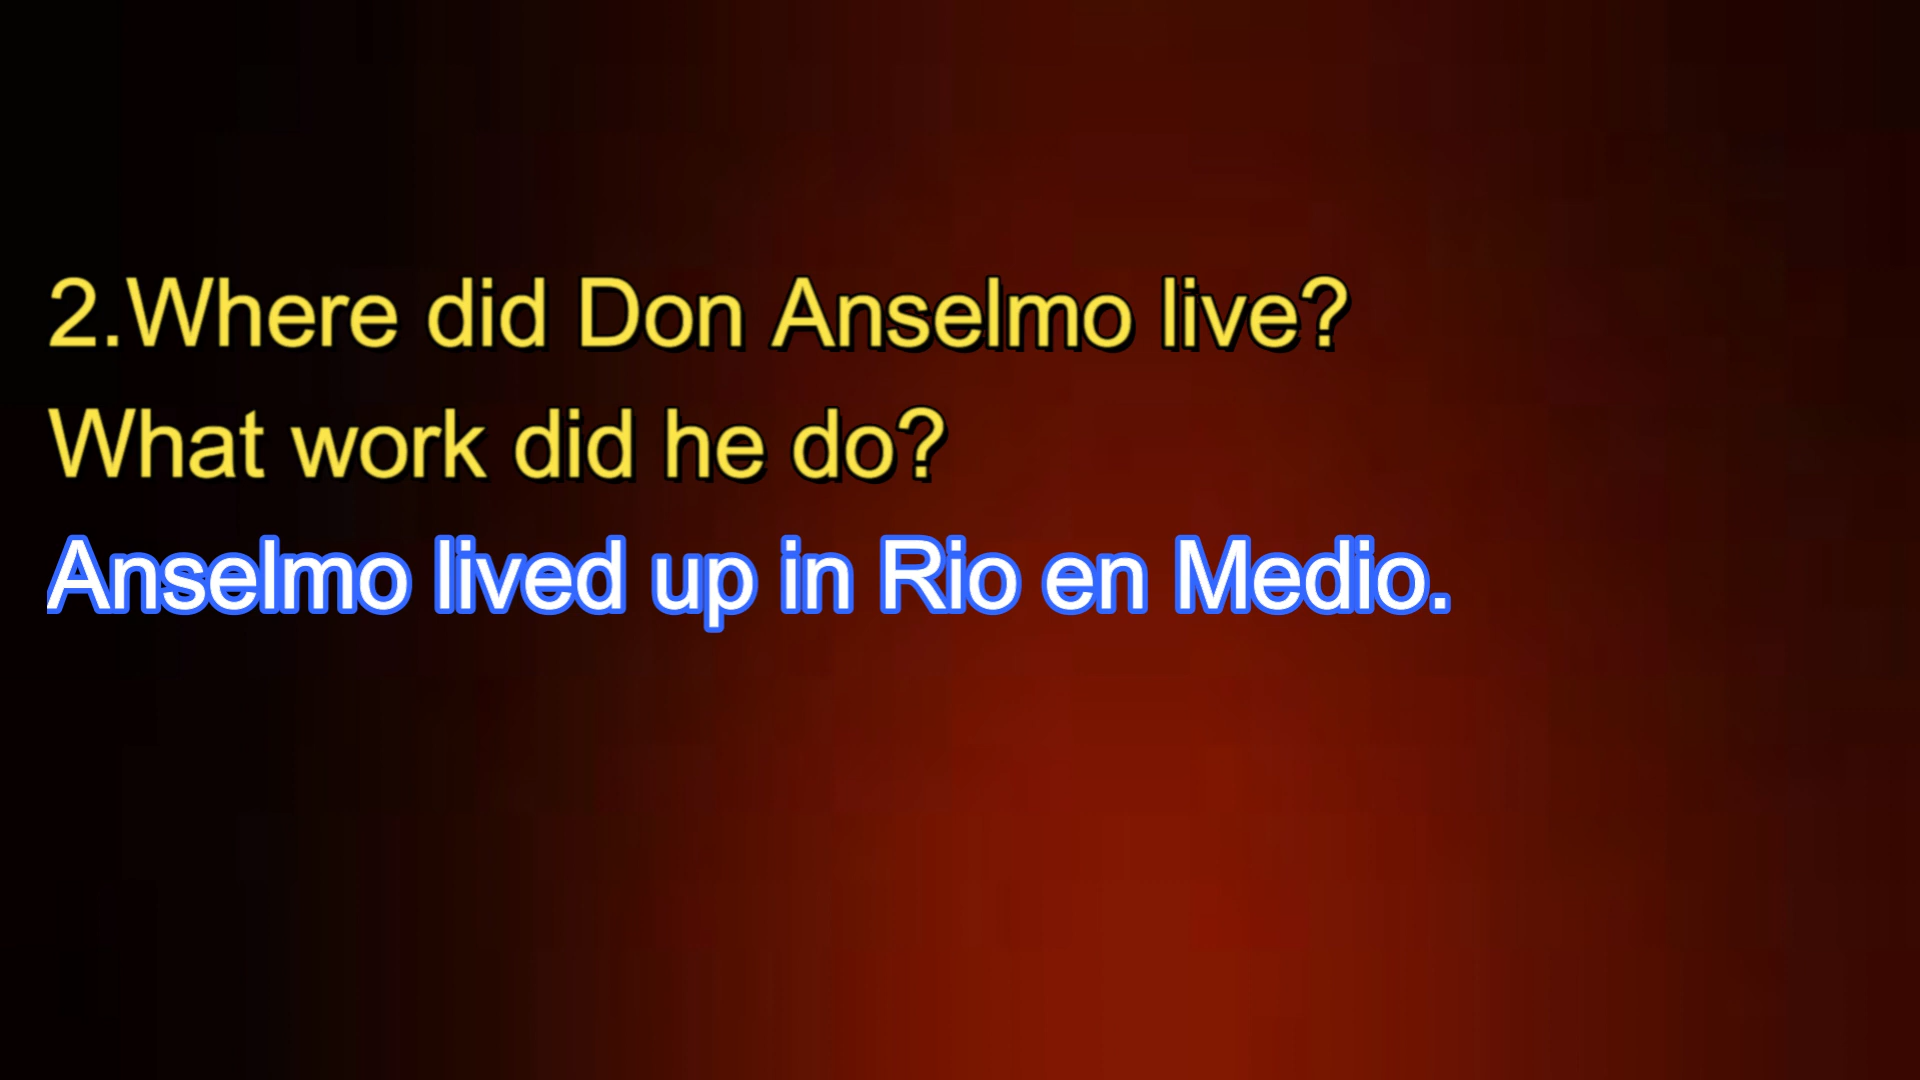 2.Where did Don Anselmo live?
What work did he do?
Anselmo lived up in Rio en Medio.